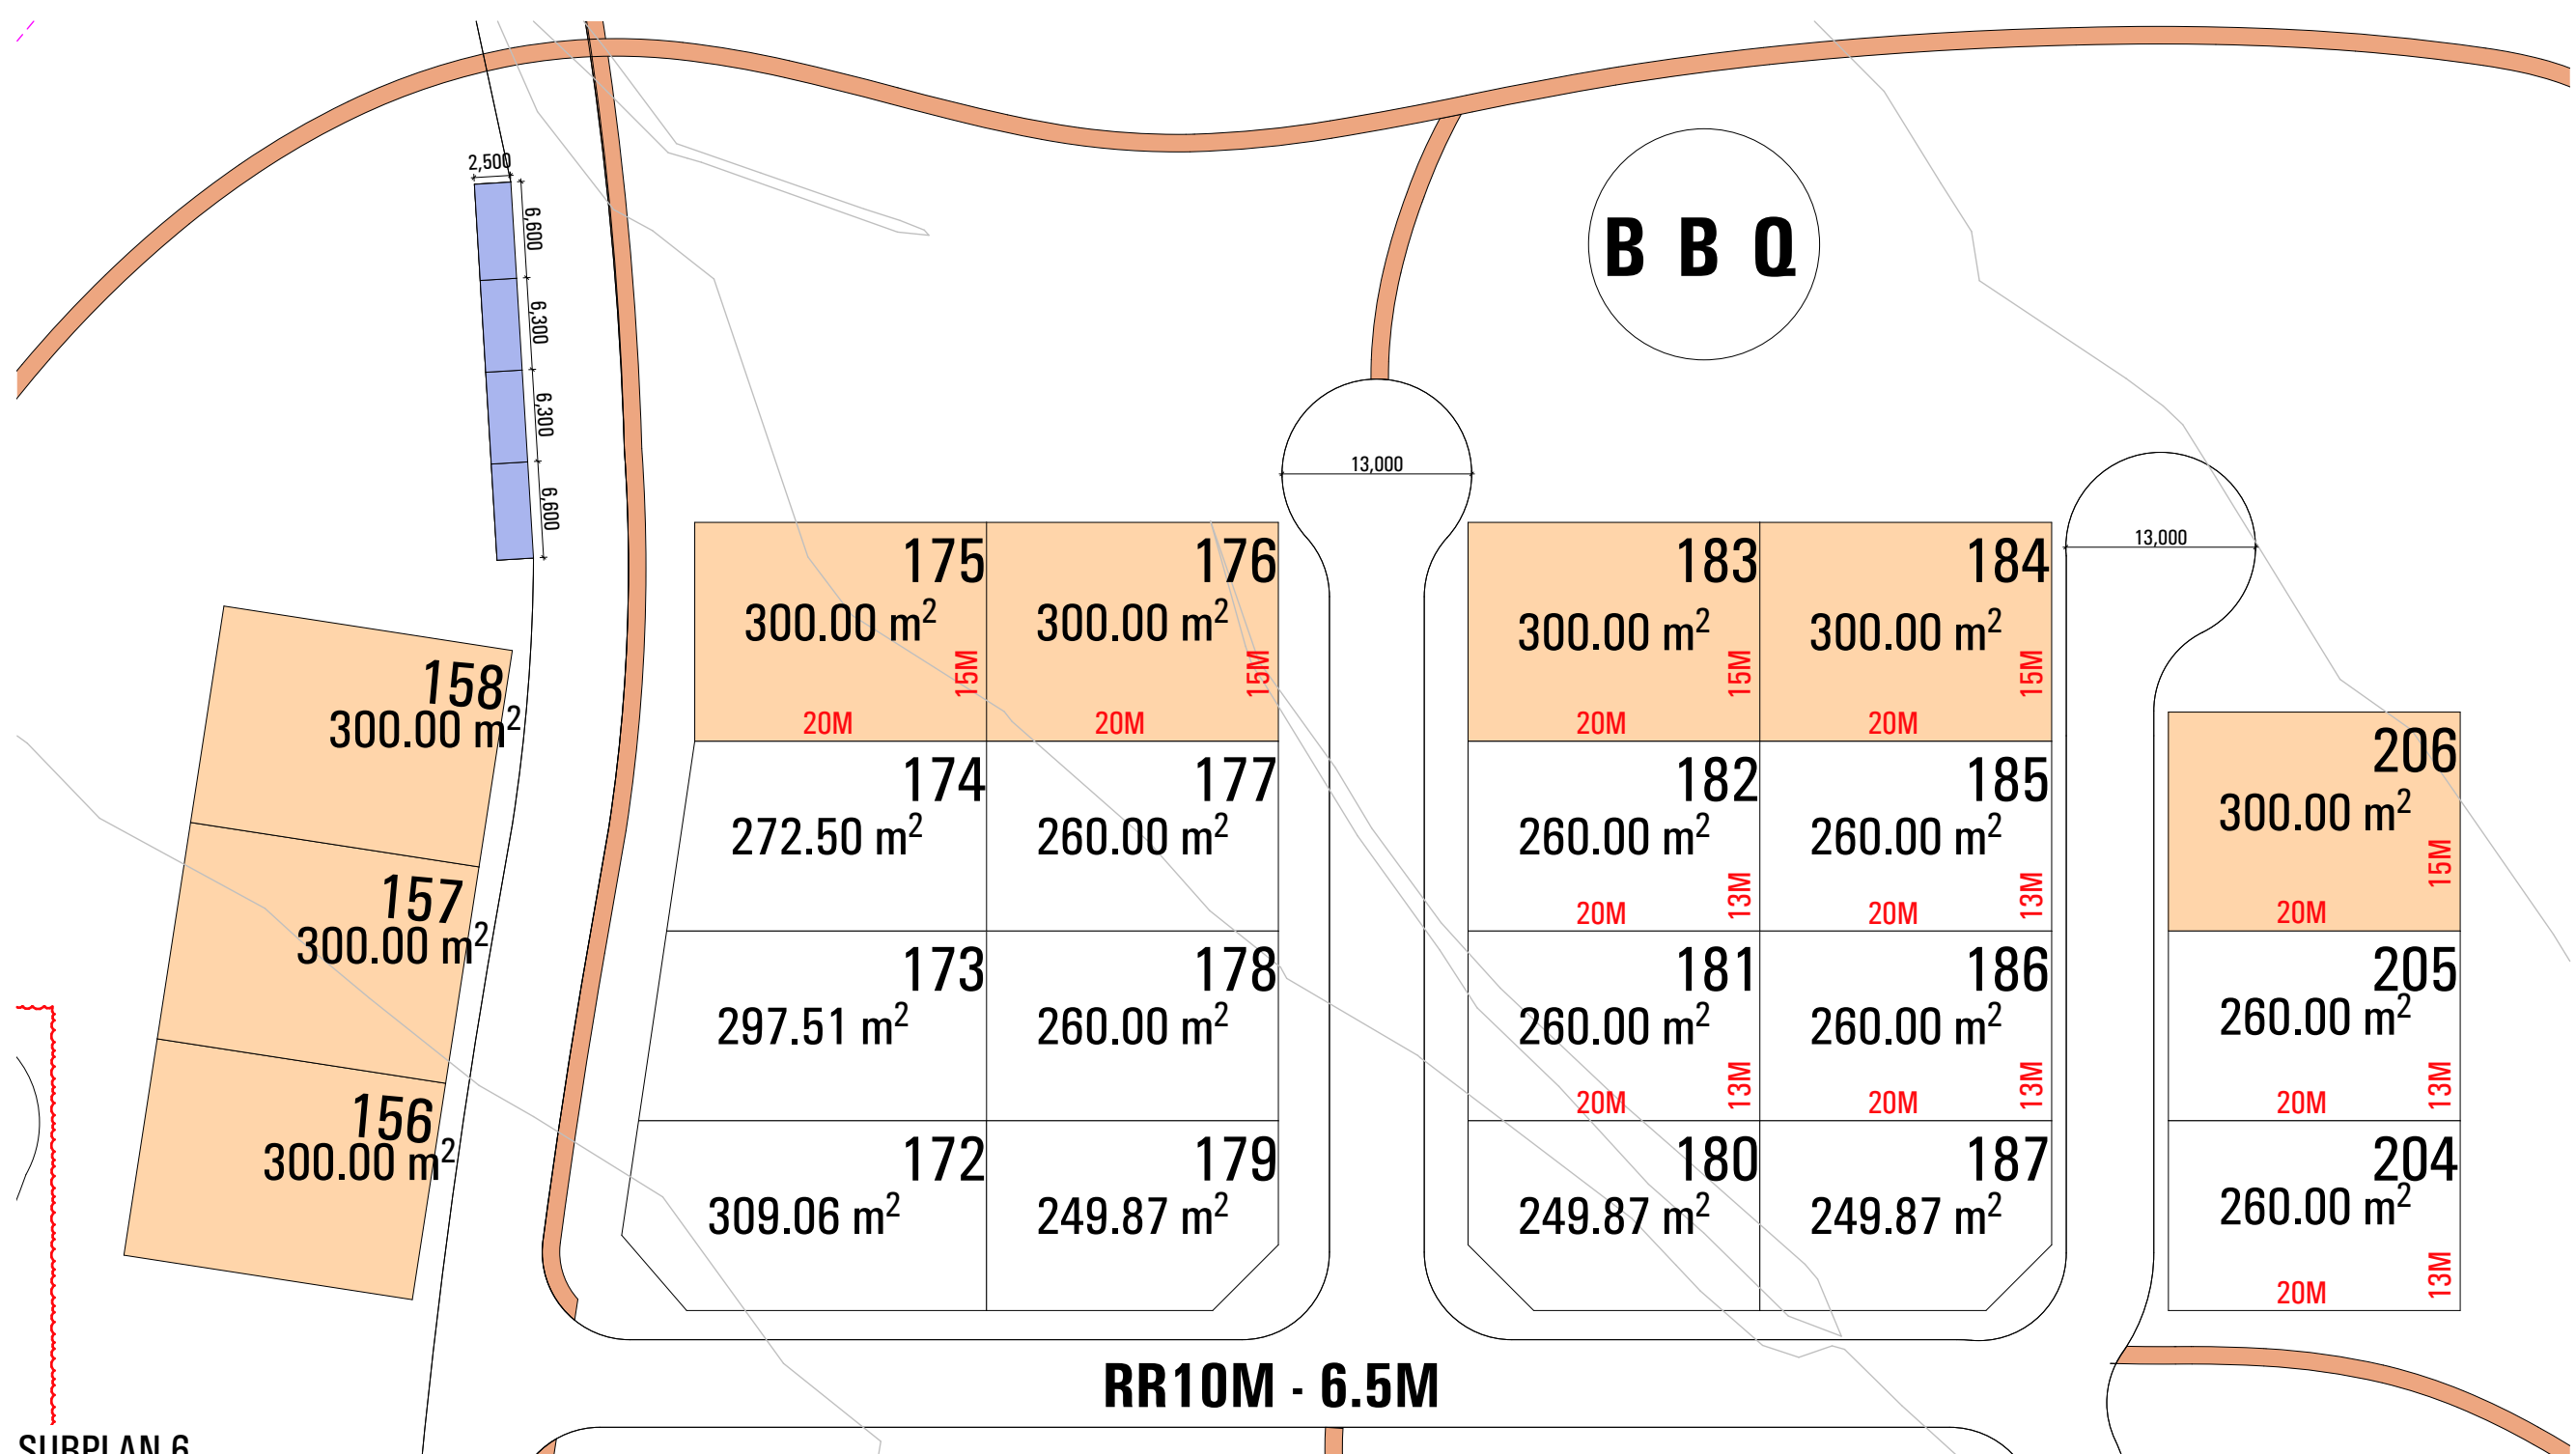 2,500
6,600
6,300
6,300
6,600
B B Q
13,000
13,000
175
300.00 m²
15M
20M
176
300.00 m²
15M
20M
183
300.00 m²
15M
20M
184
300.00 m²
15M
20M
158
300.00 m²
157
300.00 m²
156
300.00 m²
174
272.50 m²
177
260.00 m²
182
260.00 m²
13M
20M
185
260.00 m²
13M
20M
206
300.00 m²
15M
20M
173
297.51 m²
178
260.00 m²
181
260.00 m²
13M
20M
186
260.00 m²
13M
20M
205
260.00 m²
13M
20M
172
309.06 m²
179
249.87 m²
180
249.87 m²
187
249.87 m²
204
260.00 m²
13M
20M
RR10M - 6.5M